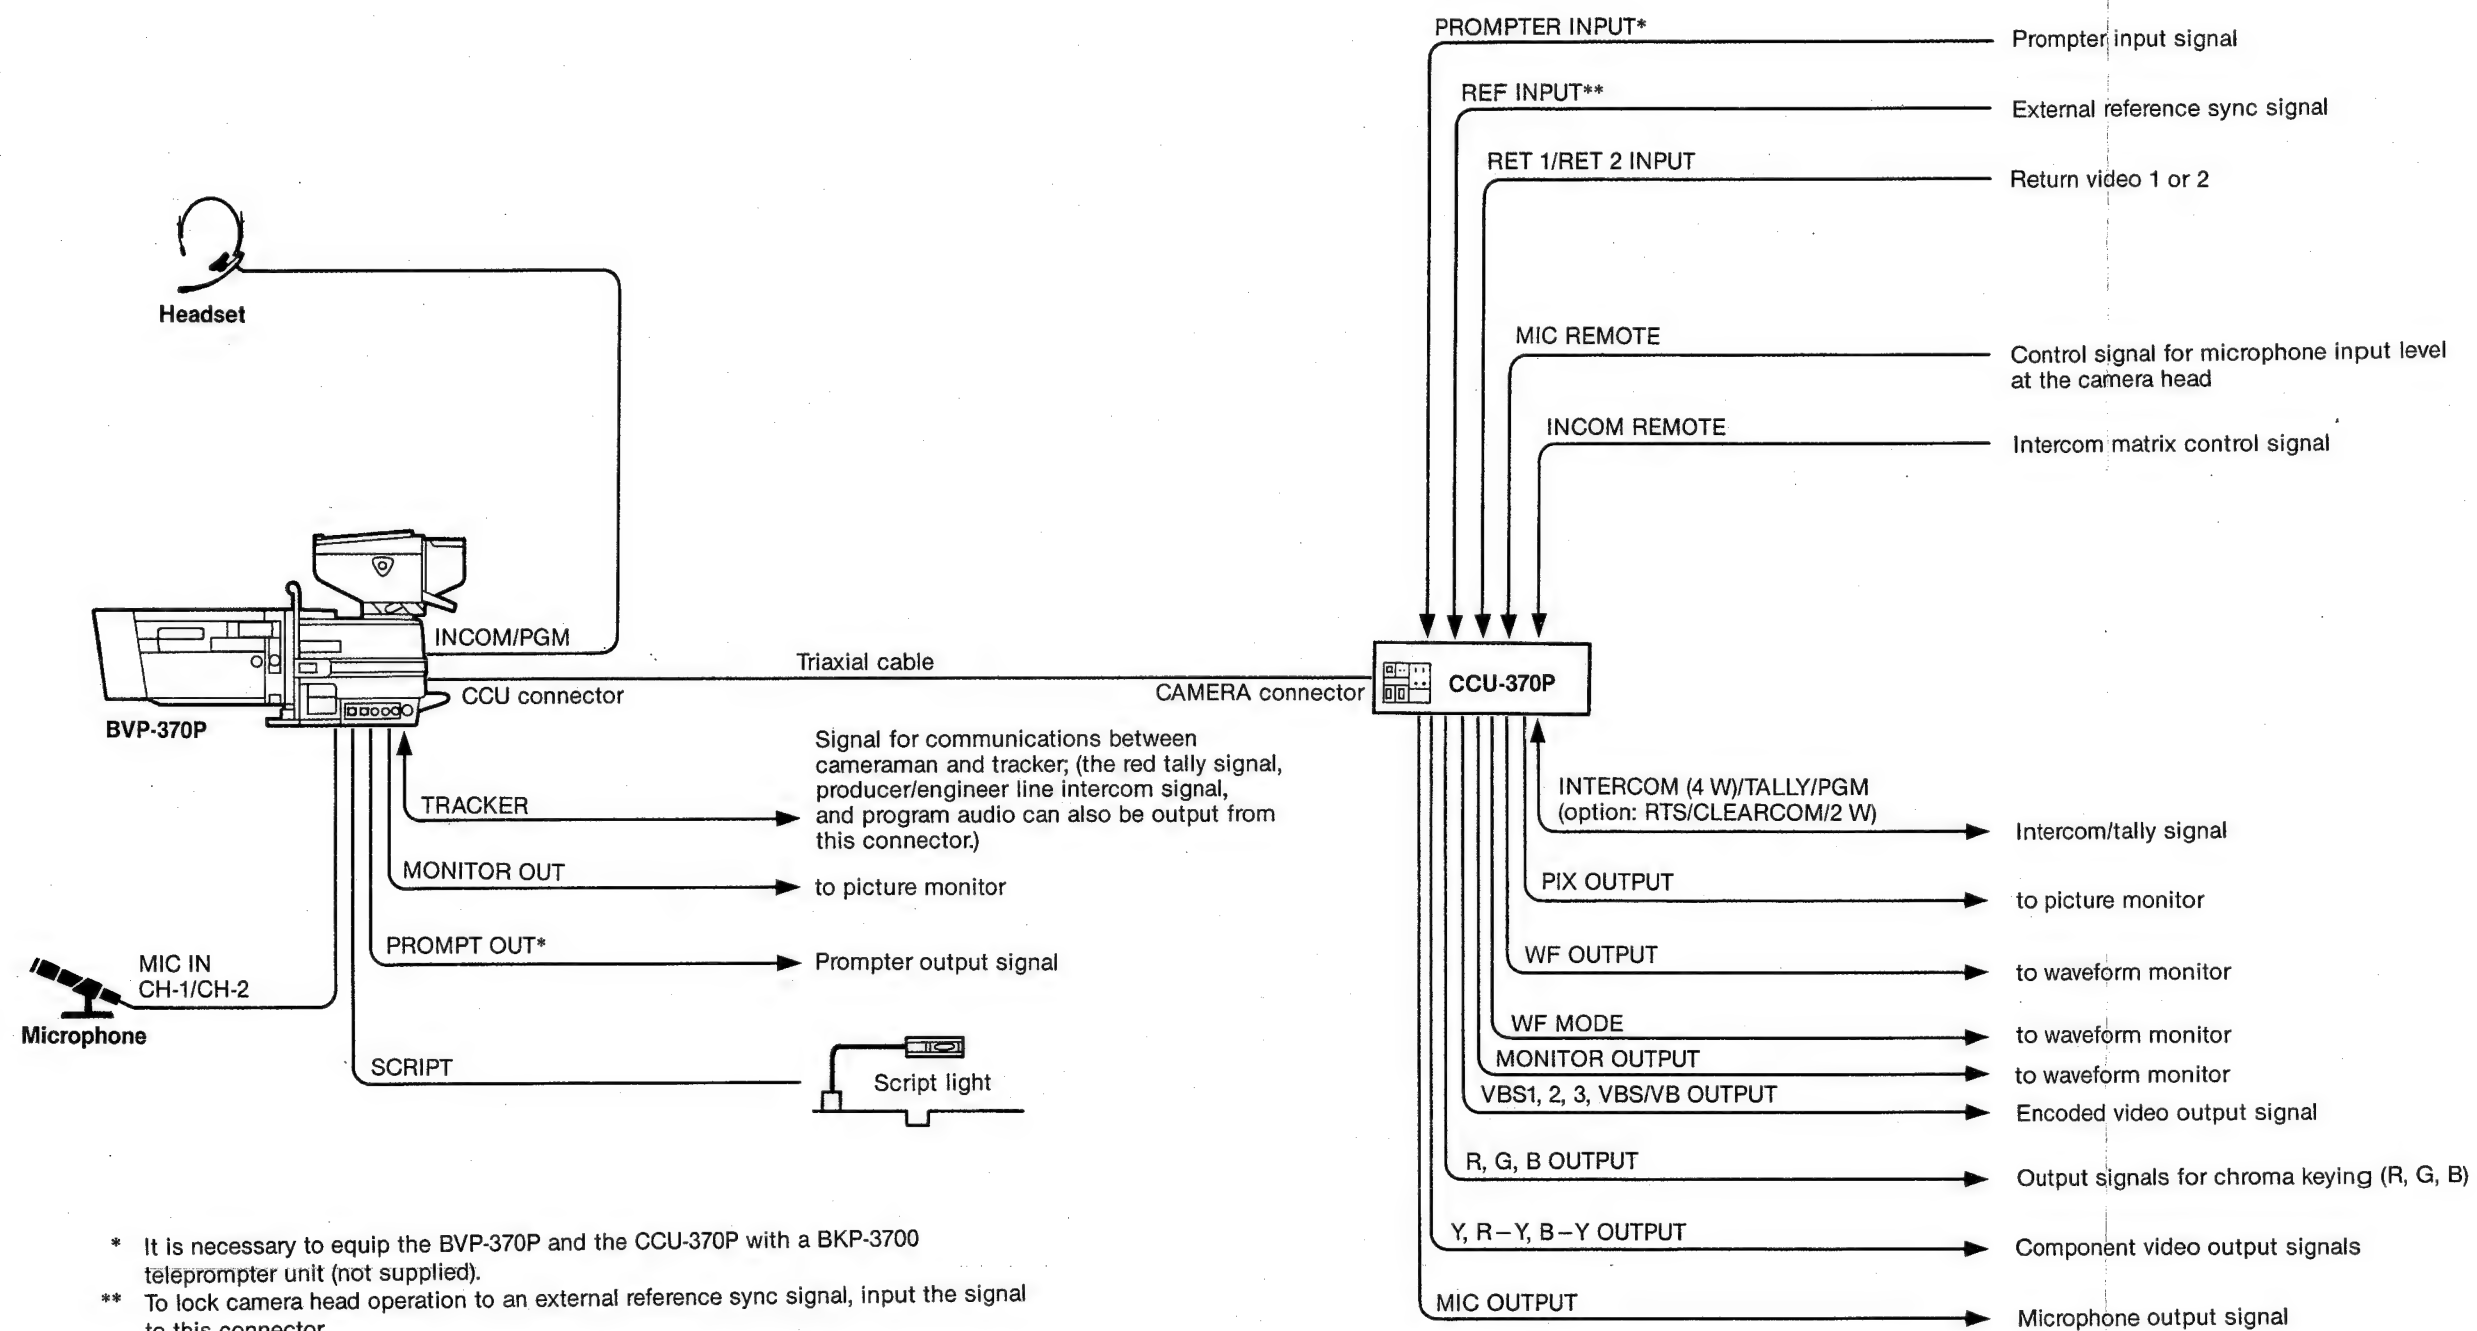 PROMPTER INPUT*
Prompter input signal
REF INPUT**
External reference sync signal
RET 1/RET 2 INPUT
Return video 1 or 2
MIC REMOTE
Control signal for microphone input level
at the camera head
INCOM REMOTE
Intercom matrix control signal
Headset
INCOM/PGM
Triaxial cable
CCU connector
CAMERA connector
CCU-370P
BVP-370P
TRACKER
Signal for communications between
cameraman and tracker; (the red tally signal,
producer/engineer line intercom signal,
and program audio can also be output from
this connector.)
MONITOR OUT
to picture monitor
PROMPT OUT*
Prompter output signal
MIC IN
CH-1/CH-2
Microphone
SCRIPT
Script light
INTERCOM (4 W)/TALLY/PGM
(option: RTS/CLEARCOM/2 W)
Intercom/tally signal
PIX OUTPUT
to picture monitor
WF OUTPUT
to waveform monitor
WF MODE
to waveform monitor
MONITOR OUTPUT
to waveform monitor
VBS1, 2, 3, VBS/VB OUTPUT
Encoded video output signal
R, G, B OUTPUT
Output signals for chroma keying (R, G, B)
Y, R−Y, B−Y OUTPUT
Component video output signals
MIC OUTPUT
Microphone output signal
* It is necessary to equip the BVP-370P and the CCU-370P with a BKP-3700
teleprompter unit (not supplied).
** To lock camera head operation to an external reference sync signal, input the signal
to this connector